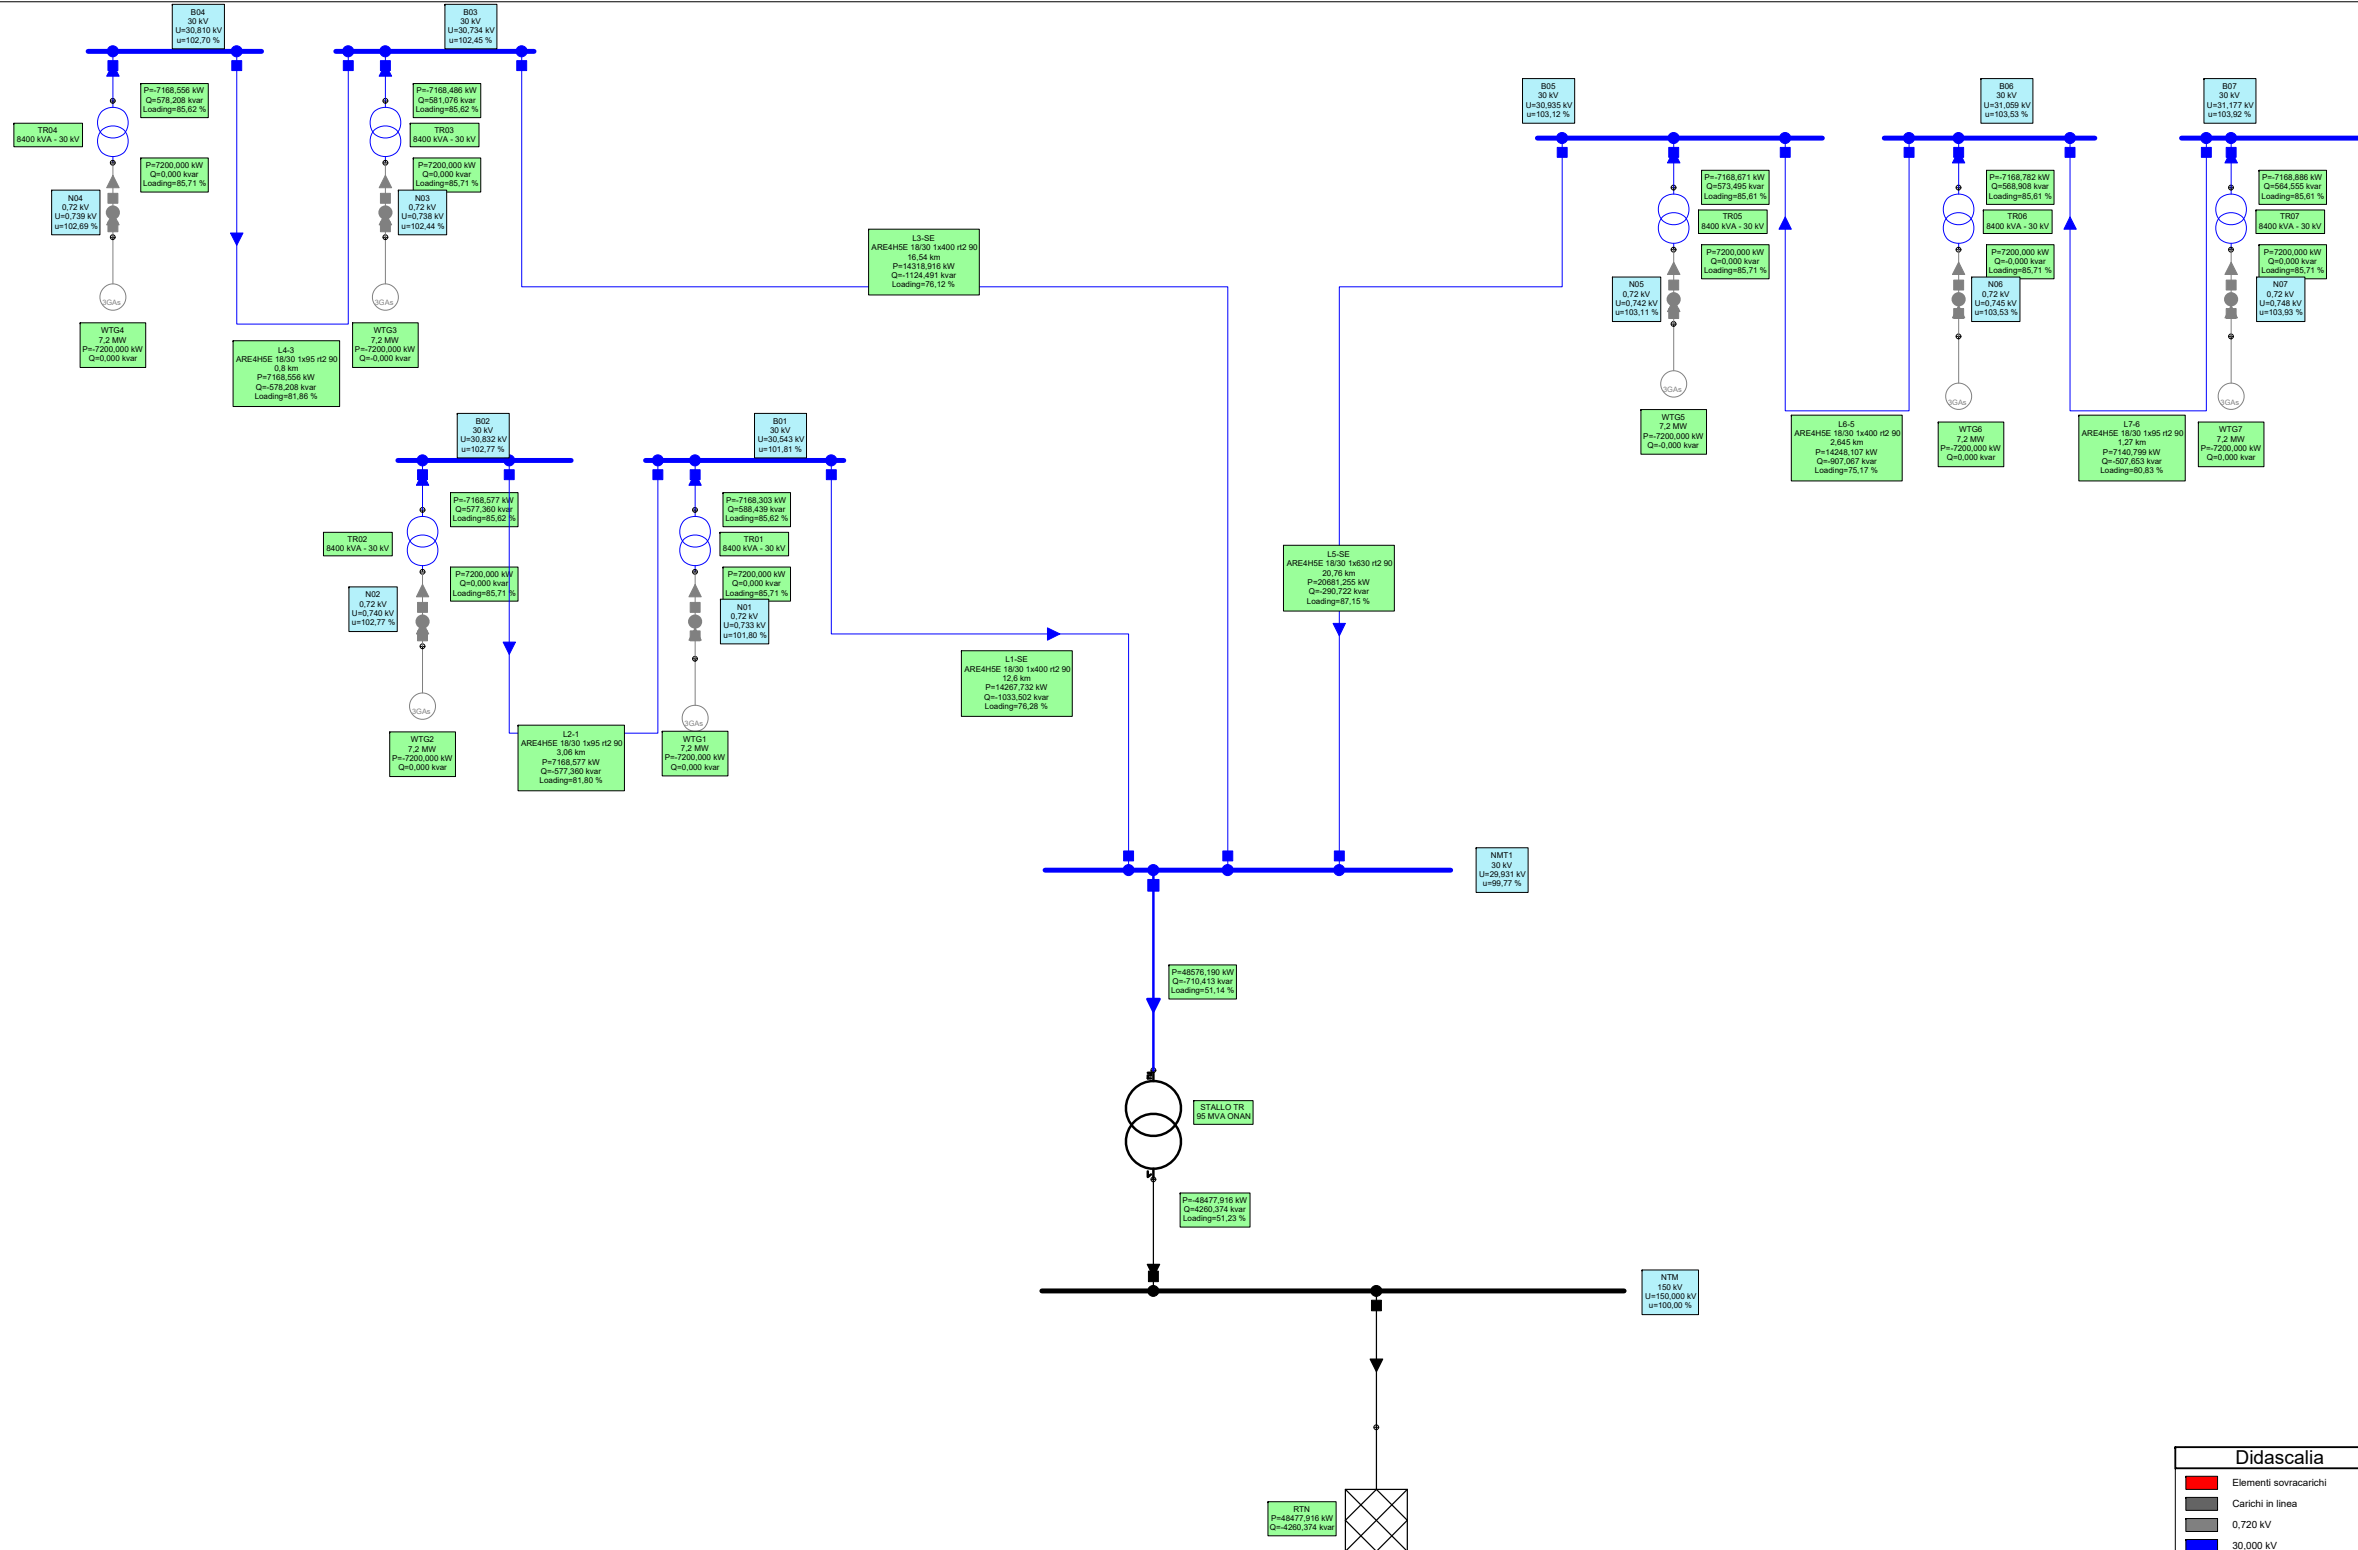 B04
30 kV
U=30,810 kV
u=102,70 %
B03
30 kV
U=30,734 kV
u=102,45 %
P=-7168,556 kW
Q=578,208 kvar
Loading=85,62 %
TR04
8400 kVA - 30 kV
P=7200,000 kW
Q=0,000 kvar
Loading=85,71 %
N04
0,72 kV
U=0,739 kV
u=102,69 %
3GAs
WTG4
7,2 MW
P=-7200,000 kW
Q=0,000 kvar
P=-7168,486 kW
Q=581,076 kvar
Loading=85,62 %
TR03
8400 kVA - 30 kV
P=7200,000 kW
Q=0,000 kvar
Loading=85,71 %
N03
0,72 kV
U=0,738 kV
u=102,44 %
3GAs
WTG3
7,2 MW
P=-7200,000 kW
Q=-0,000 kvar
L4-3
ARE4H5E 18/30 1x95 rt2 90
0,8 km
P=7168,556 kW
Q=-578,208 kvar
Loading=81,86 %
L3-SE
ARE4H5E 18/30 1x400 rt2 90
16,54 km
P=14318,916 kW
Q=-1124,491 kvar
Loading=76,12 %
B05
30 kV
U=30,935 kV
u=103,12 %
B06
30 kV
U=31,059 kV
u=103,53 %
B07
30 kV
U=31,177 kV
u=103,92 %
P=-7168,671 kW
Q=573,495 kvar
Loading=85,61 %
TR05
8400 kVA - 30 kV
P=7200,000 kW
Q=0,000 kvar
Loading=85,71 %
N05
0,72 kV
U=0,742 kV
u=103,11 %
3GAs
WTG5
7,2 MW
P=-7200,000 kW
Q=-0,000 kvar
P=-7168,782 kW
Q=568,908 kvar
Loading=85,61 %
TR06
8400 kVA - 30 kV
P=7200,000 kW
Q=-0,000 kvar
Loading=85,71 %
N06
0,72 kV
U=0,745 kV
u=103,53 %
3GAs
WTG6
7,2 MW
P=-7200,000 kW
Q=0,000 kvar
P=-7168,886 kW
Q=564,555 kvar
Loading=85,61 %
TR07
8400 kVA - 30 kV
P=7200,000 kW
Q=0,000 kvar
Loading=85,71 %
N07
0,72 kV
U=0,748 kV
u=103,93 %
3GAs
WTG7
7,2 MW
P=-7200,000 kW
Q=0,000 kvar
L6-5
ARE4H5E 18/30 1x400 rt2 90
2,645 km
P=14248,107 kW
Q=-907,067 kvar
Loading=75,17 %
L7-6
ARE4H5E 18/30 1x95 rt2 90
1,27 km
P=7140,799 kW
Q=-507,653 kvar
Loading=80,83 %
B02
30 kV
U=30,832 kV
u=102,77 %
B01
30 kV
U=30,543 kV
u=101,81 %
P=-7168,577 kW
Q=577,360 kvar
Loading=85,62 %
TR02
8400 kVA - 30 kV
P=7200,000 kW
Q=0,000 kvar
Loading=85,71 %
N02
0,72 kV
U=0,740 kV
u=102,77 %
3GAs
WTG2
7,2 MW
P=-7200,000 kW
Q=0,000 kvar
P=-7168,303 kW
Q=588,439 kvar
Loading=85,62 %
TR01
8400 kVA - 30 kV
P=7200,000 kW
Q=0,000 kvar
Loading=85,71 %
N01
0,72 kV
U=0,733 kV
u=101,80 %
3GAs
WTG1
7,2 MW
P=-7200,000 kW
Q=0,000 kvar
L2-1
ARE4H5E 18/30 1x95 rt2 90
3,06 km
P=7168,577 kW
Q=-577,360 kvar
Loading=81,80 %
L1-SE
ARE4H5E 18/30 1x400 rt2 90
12,6 km
P=14267,732 kW
Q=-1033,502 kvar
Loading=76,28 %
L5-SE
ARE4H5E 18/30 1x630 rt2 90
20,76 km
P=20681,255 kW
Q=-290,722 kvar
Loading=87,15 %
NMT1
30 kV
U=29,931 kV
u=99,77 %
P=48576,190 kW
Q=-710,413 kvar
Loading=51,14 %
STALLO TR
95 MVA ONAN
P=-48477,916 kW
Q=4260,374 kvar
Loading=51,23 %
NTM
150 kV
U=150,000 kV
u=100,00 %
RTN
P=48477,916 kW
Q=-4260,374 kvar
Didascalia
Elementi sovracarichi
Carichi in linea
0,720 kV
30,000 kV